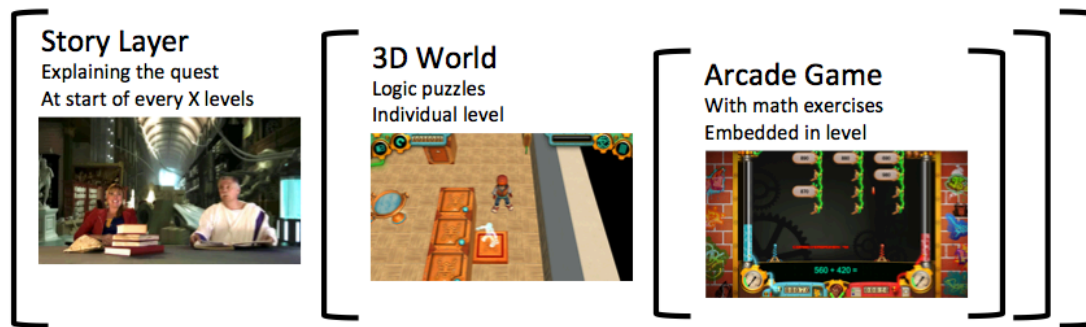 Story Layer
Explaining the quest
At start of every X levels
3D World
Logic puzzles
Individual level
Arcade Game
With math exercises
Embedded in level
560 + 420 =